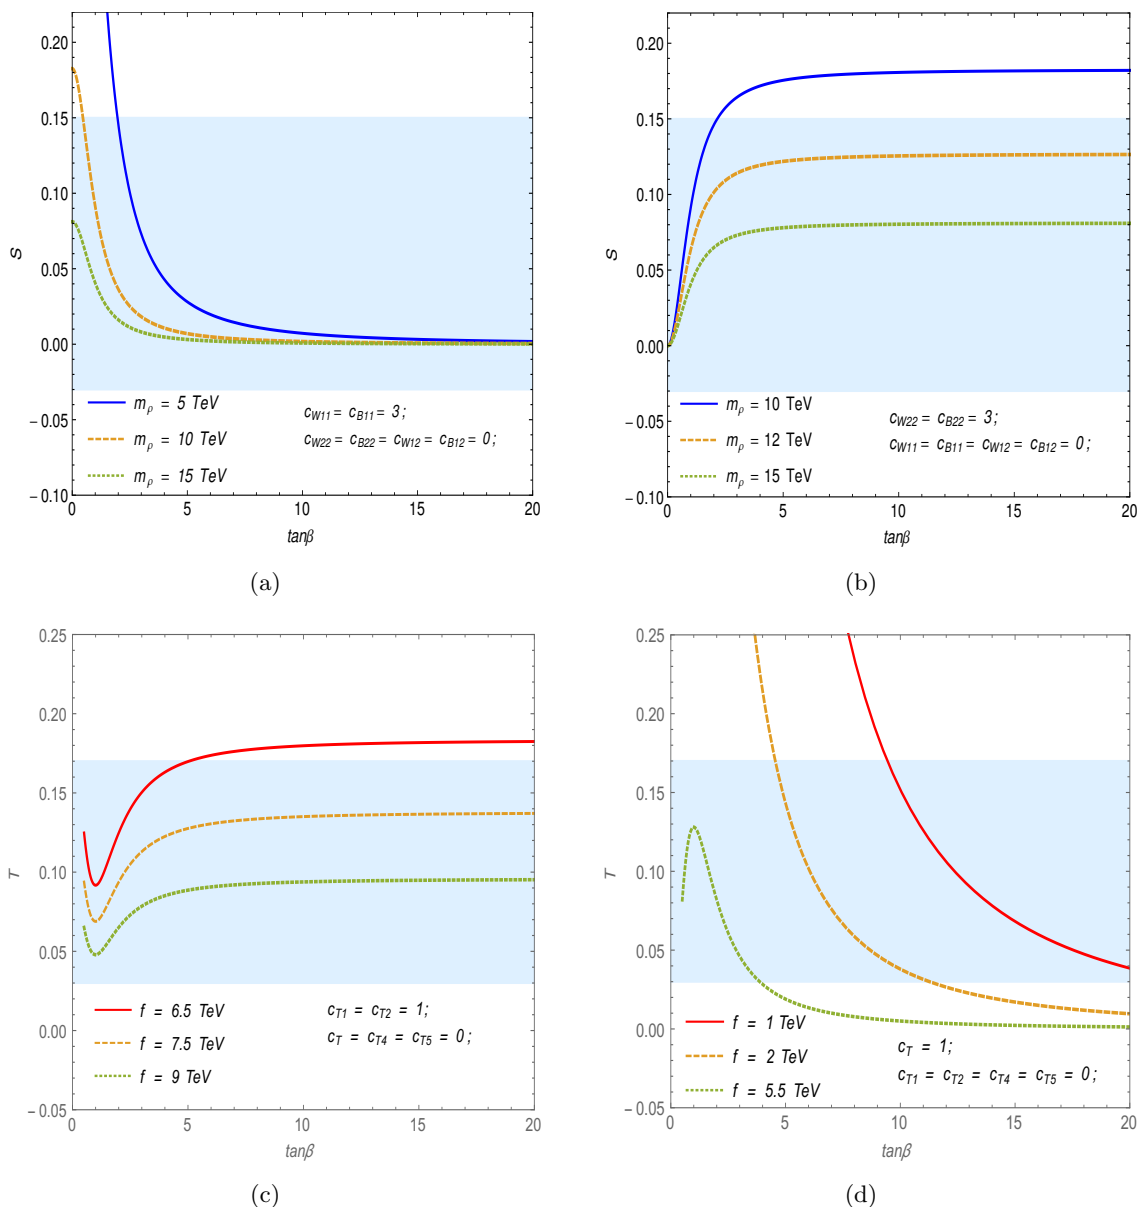 0.20
0.15
0.10
0.05
0.00
−0.05
−0.10
S
m_ρ = 5 TeV
m_ρ = 10 TeV
m_ρ = 15 TeV
c_W11 = c_B11 = 3;
c_W22 = c_B22 = c_W12 = c_B12 = 0;
0 5 10 15 20
tanβ
(a)
0.20
0.15
0.10
0.05
0.00
−0.05
−0.10
S
m_ρ = 10 TeV
m_ρ = 12 TeV
m_ρ = 15 TeV
c_W22 = c_B22 = 3;
c_W11 = c_B11 = c_W12 = c_B12 = 0;
0 5 10 15 20
tanβ
(b)
0.25
0.20
0.15
0.10
0.05
0.00
−0.05
T
f = 6.5 TeV
f = 7.5 TeV
f = 9 TeV
c_T1 = c_T2 = 1;
c_T = c_T4 = c_T5 = 0;
0 5 10 15 20
tanβ
(c)
0.25
0.20
0.15
0.10
0.05
0.00
−0.05
T
f = 1 TeV
f = 2 TeV
f = 5.5 TeV
c_T = 1;
c_T1 = c_T2 = c_T4 = c_T5 = 0;
0 5 10 15 20
tanβ
(d)